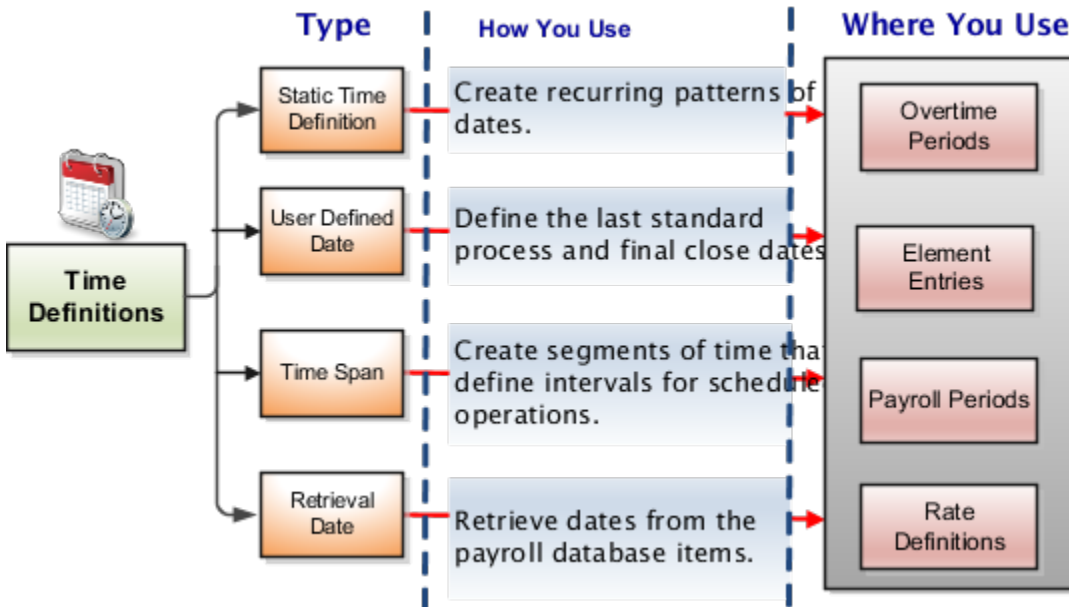 Type
How You Use
Where You Use
Time
Definitions
Static Time
Definition
Create recurring patterns of
dates.
Overtime
Periods
User Defined
Date
Define the last standard
process and final close dates
Element
Entries
Time Span
Create segments of time tha
define intervals for schedule
operations.
Payroll Periods
Retrieval
Date
Retrieve dates from the
payroll database items.
Rate
Definitions